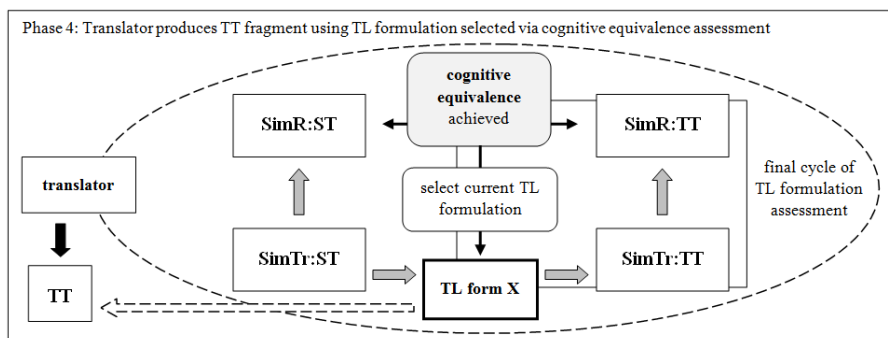 Phase 4: Translator produces TT fragment using TL formulation selected via cognitive equivalence assessment
cognitive
equivalence
achieved
SimR:ST
SimR:TT
translator
select current TL
formulation
final cycle of
TL formulation
assessment
SimTr:ST
SimTr:TT
TL form X
TT